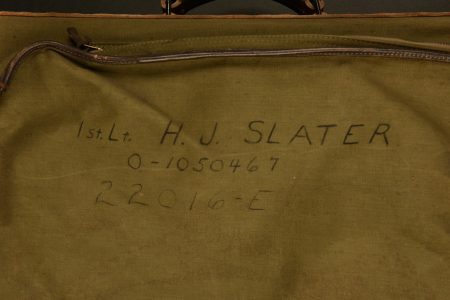 1st. Lt. H. J. SLATER
O-1050467
22016-E